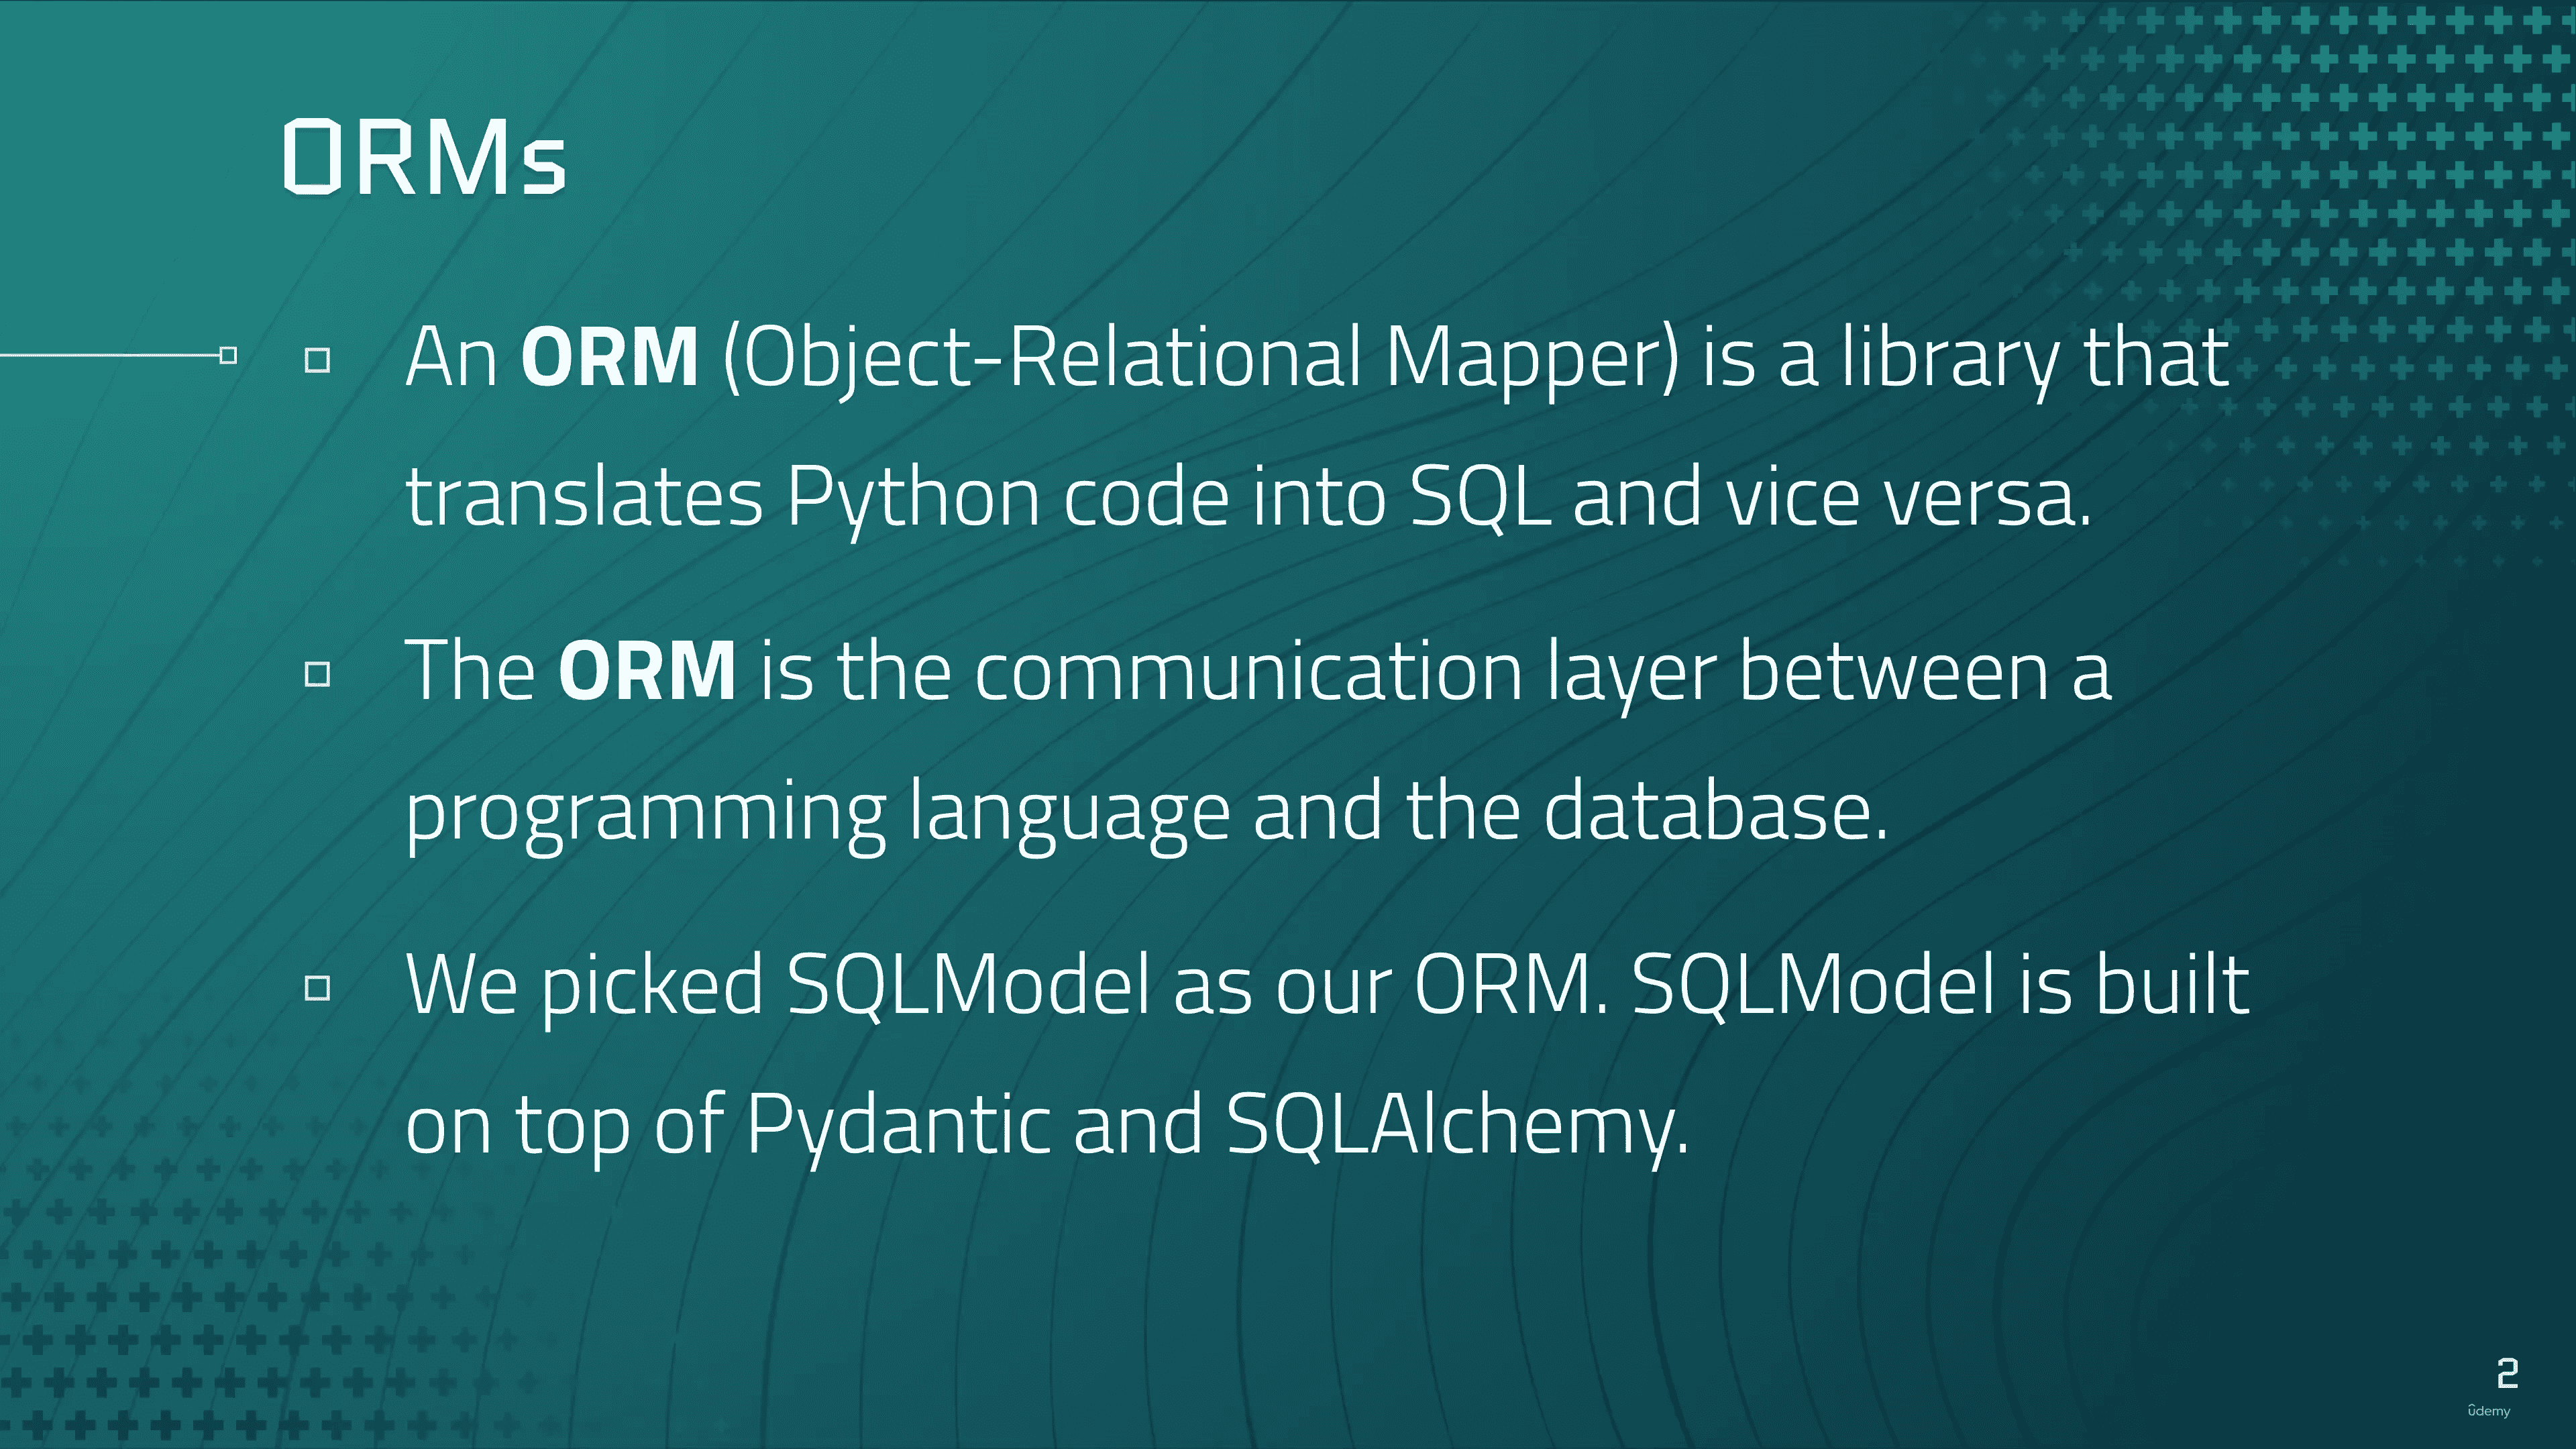 ORMs
An ORM (Object-Relational Mapper) is a library that
translates Python code into SQL and vice versa.
The ORM is the communication layer between a
programming language and the database.
We picked SQLModel as our ORM. SQLModel is built
on top of Pydantic and SQLAlchemy.
2
ûdemy